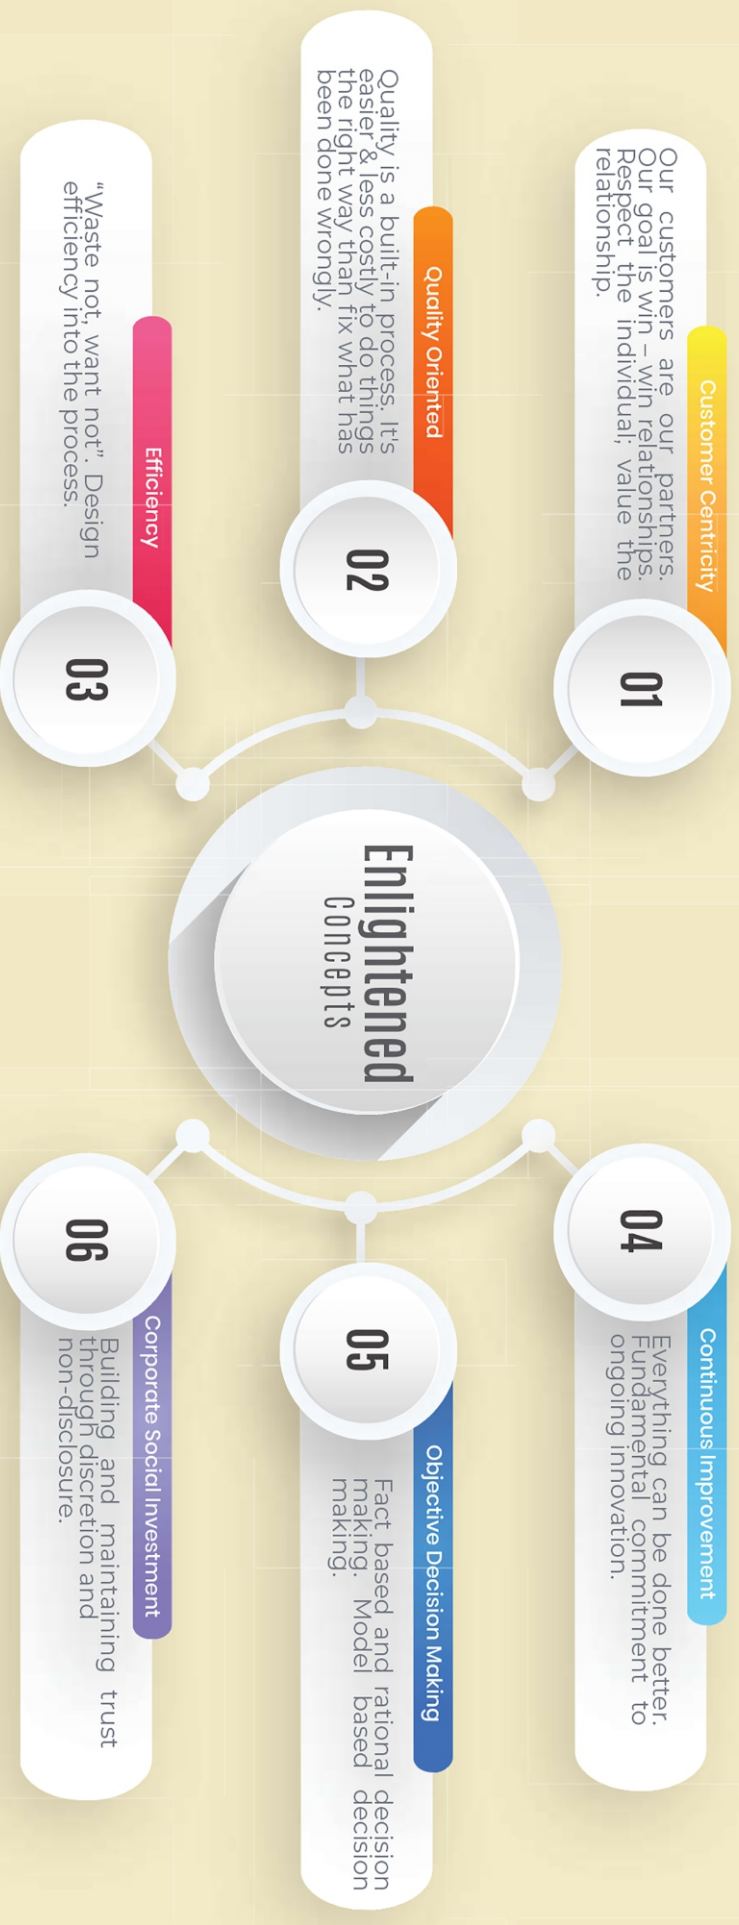 Enlightened
Concepts
01
Customer Centricity
Our customers are our partners.
Our goal is win – win relationships.
Respect the individual; value the
relationship.
02
Quality Oriented
Quality is a built-in process. It's
easier & less costly to do things
the right way than fix what has
been done wrongly.
03
Efficiency
“Waste not, want not”. Design
efficiency into the process.
04
Continuous Improvement
Everything can be done better.
Fundamental commitment to
ongoing innovation.
05
Objective Decision Making
Fact based and rational decision
making. Model based decision
making.
06
Corporate Social Investment
Building and maintaining trust
through discretion and
non-disclosure.